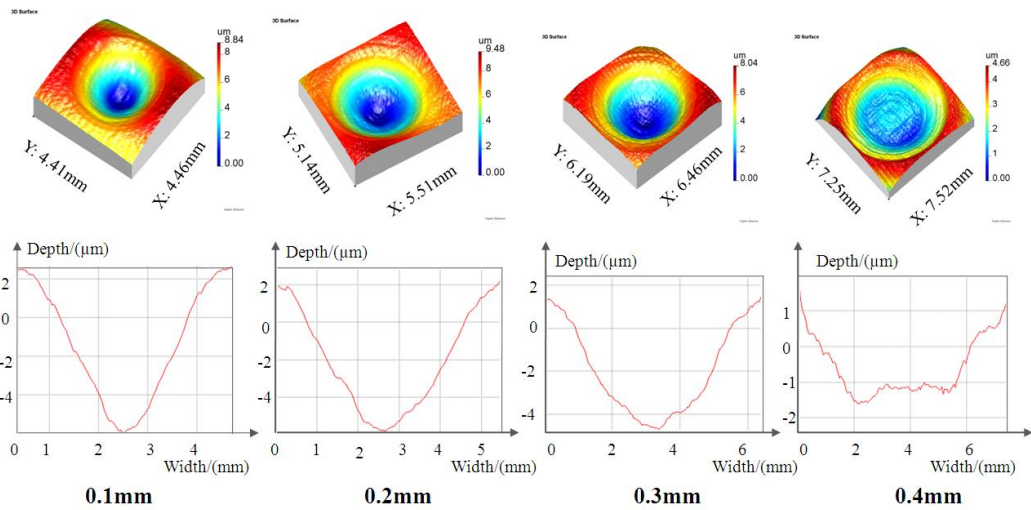 3D Surface
um
8.84
8
6
4
2
0.00
Y: 4.41mm
X: 4.46mm
3D Surface
um
9.48
8
6
4
2
0.00
Y: 5.14mm
X: 5.51mm
3D Surface
um
8.04
6
4
2
0.00
Y: 6.19mm
X: 6.46mm
3D Surface
um
4.66
4
3
2
1
0.00
Y: 7.25mm
X: 7.52mm
Depth/(μm)
2
0
-2
-4
0 1 2 3 4
Width/(mm)
0.1mm
Depth/(μm)
2
0
-2
-4
0 1 2 3 4 5
Width/(mm)
0.2mm
Depth/(μm)
2
0
-2
-4
0 2 4 6
Width/(mm)
0.3mm
Depth/(μm)
1
0
-1
-2
0 2 4 6
Width/(mm)
0.4mm